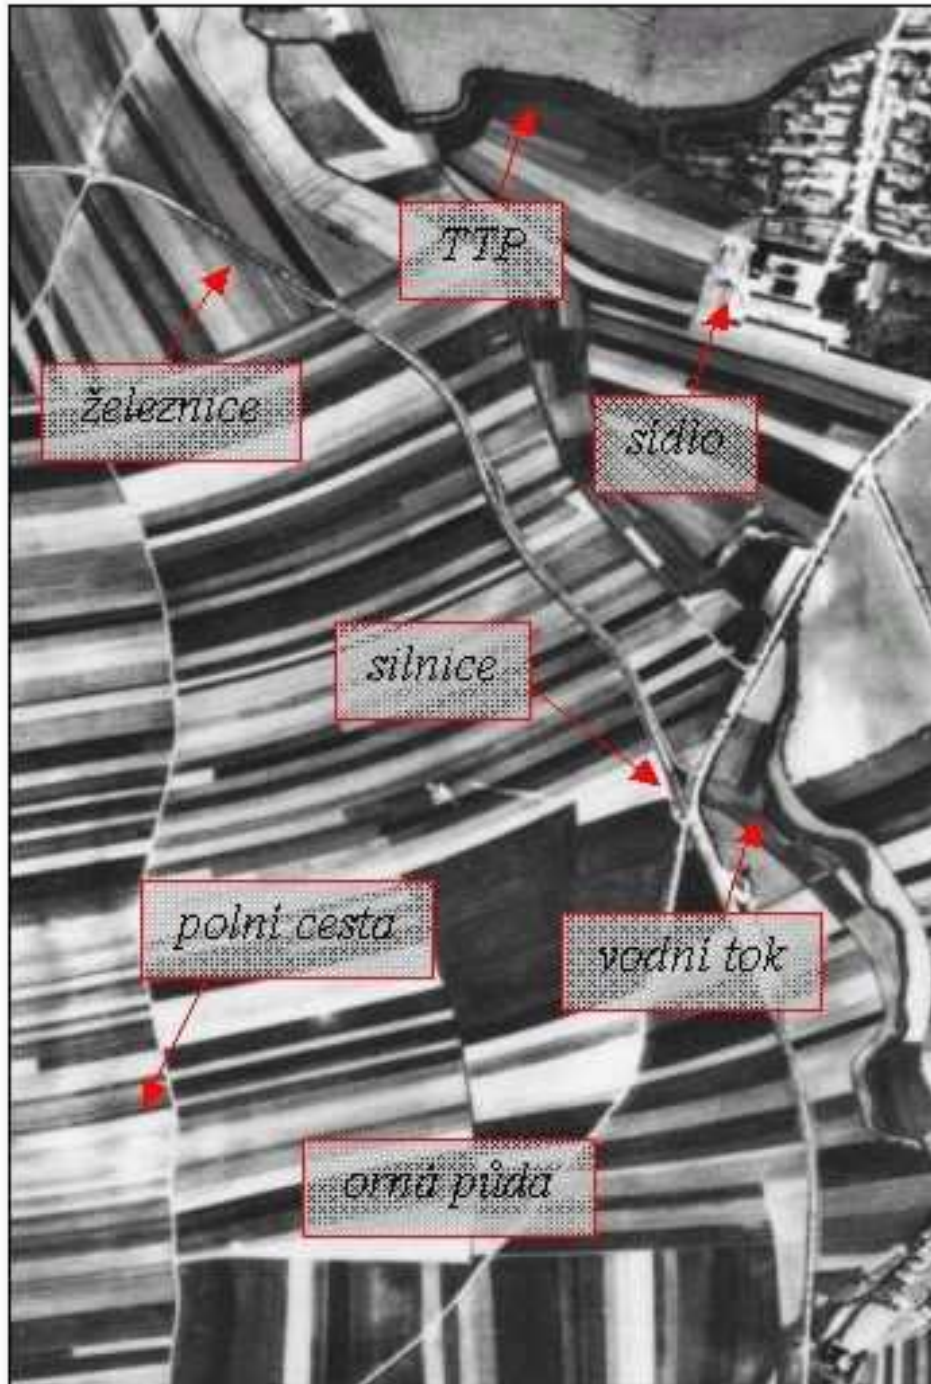 TTP
železnice
sídlo
silnice
polní cesta
vodní tok
orná půda